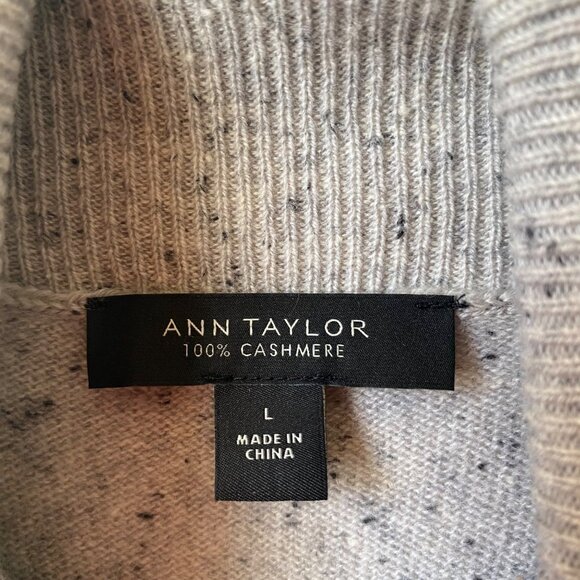 ANN TAYLOR
100% CASHMERE
L
MADE IN
CHINA